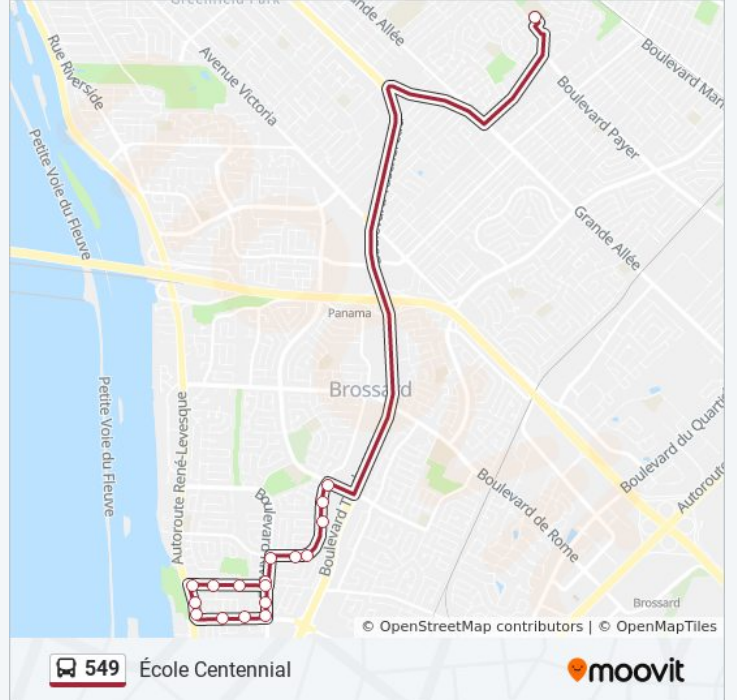 Greenfield Park
Grande Allée
Rue Riverside
Avenue Victoria
Boulevard Mari
Boulevard Payer
Petite Voie du Fleuve
Grande Allée
Panama
Brossard
Petite Voie du Fleuve
Autoroute René-Levesque
Boulevard du Quarti
Autoroute
Boulevard
Boulevard T
Boulevard de Rome
Brossard
© OpenStreetMap contributors | © OpenMapTiles
549 École Centennial
moovit